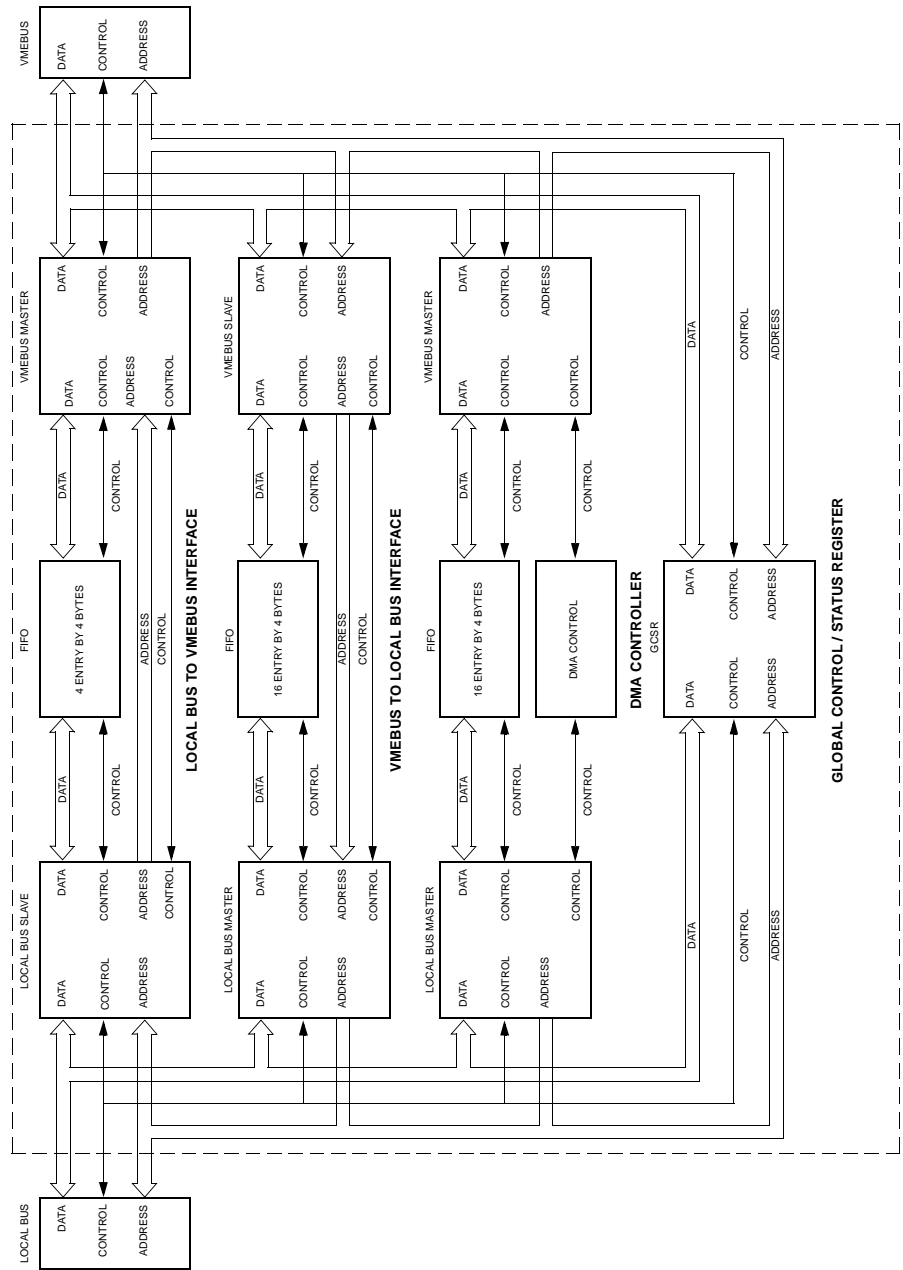 LOCAL BUS
LOCAL BUS SLAVE
FIFO
VMEBUS MASTER
VMEBUS
DATA
DATA
DATA
DATA
4 ENTRY BY 4 BYTES
DATA
DATA
DATA
DATA
CONTROL
CONTROL
CONTROL
CONTROL
CONTROL
CONTROL
CONTROL
CONTROL
ADDRESS
ADDRESS
ADDRESS
ADDRESS
ADDRESS
ADDRESS
ADDRESS
CONTROL
CONTROL
CONTROL
LOCAL BUS TO VMEBUS INTERFACE
LOCAL BUS MASTER
FIFO
VMEBUS SLAVE
DATA
DATA
DATA
16 ENTRY BY 4 BYTES
DATA
DATA
DATA
CONTROL
CONTROL
CONTROL
CONTROL
CONTROL
CONTROL
ADDRESS
ADDRESS
ADDRESS
ADDRESS
ADDRESS
CONTROL
CONTROL
CONTROL
VMEBUS TO LOCAL BUS INTERFACE
LOCAL BUS MASTER
FIFO
VMEBUS MASTER
DATA
DATA
DATA
16 ENTRY BY 4 BYTES
DATA
DATA
DATA
CONTROL
CONTROL
CONTROL
CONTROL
CONTROL
CONTROL
ADDRESS
ADDRESS
CONTROL
CONTROL
DMA CONTROL
CONTROL
CONTROL
DMA CONTROLLER
GCSR
DATA
DATA
DATA
DATA
CONTROL
CONTROL
CONTROL
CONTROL
ADDRESS
ADDRESS
ADDRESS
ADDRESS
GLOBAL CONTROL / STATUS REGISTER